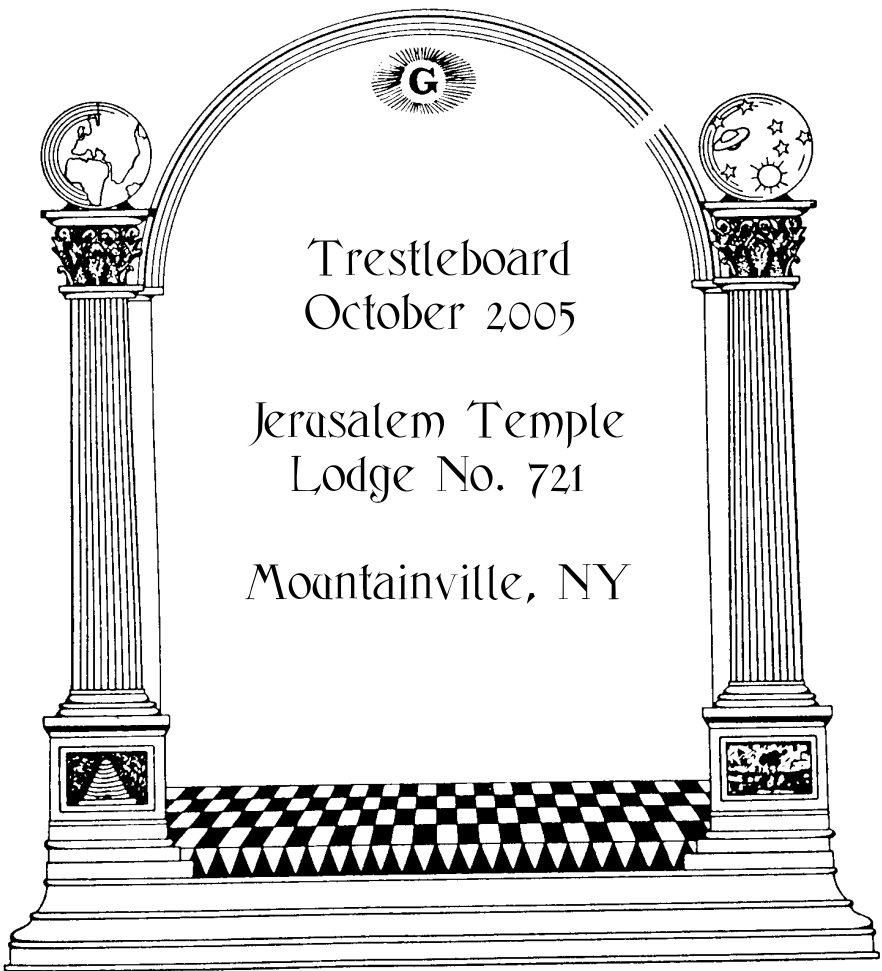 G
Trestleboard
October 2005
Jerusalem Temple
Lodge No. 721
Mountainville, NY